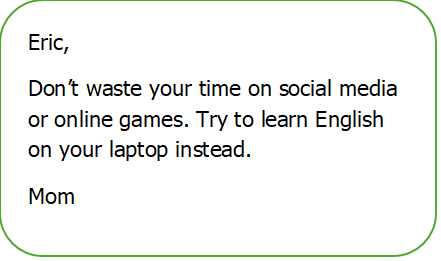 Eric,
Don’t waste your time on social media
or online games. Try to learn English
on your laptop instead.
Mom